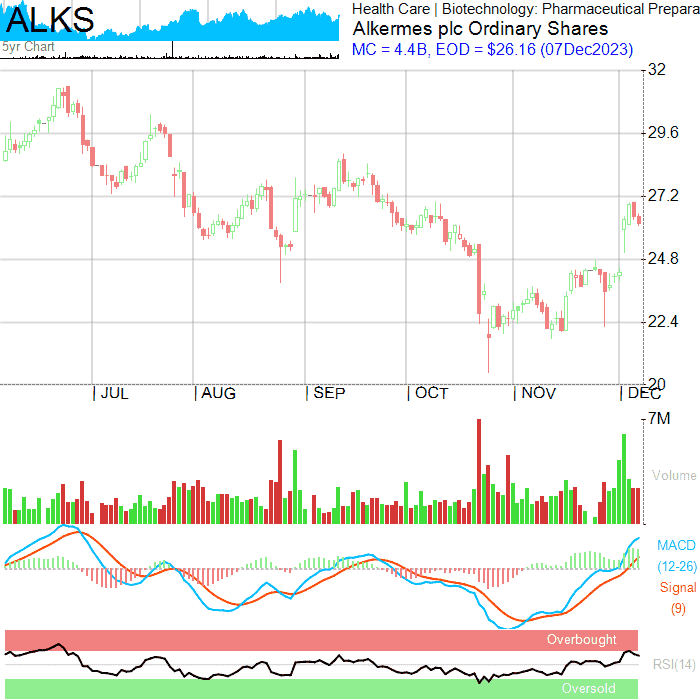 ALKS
5yr Chart
Health Care | Biotechnology: Pharmaceutical Prepara
Alkermes plc Ordinary Shares
MC = 4.4B, EOD = $26.16 (07Dec2023)
32
29.6
27.2
24.8
22.4
20
JUL AUG SEP OCT NOV DEC
7M
Volume
MACD
(12-26)
Signal
(9)
Overbought
RSI(14)
Oversold